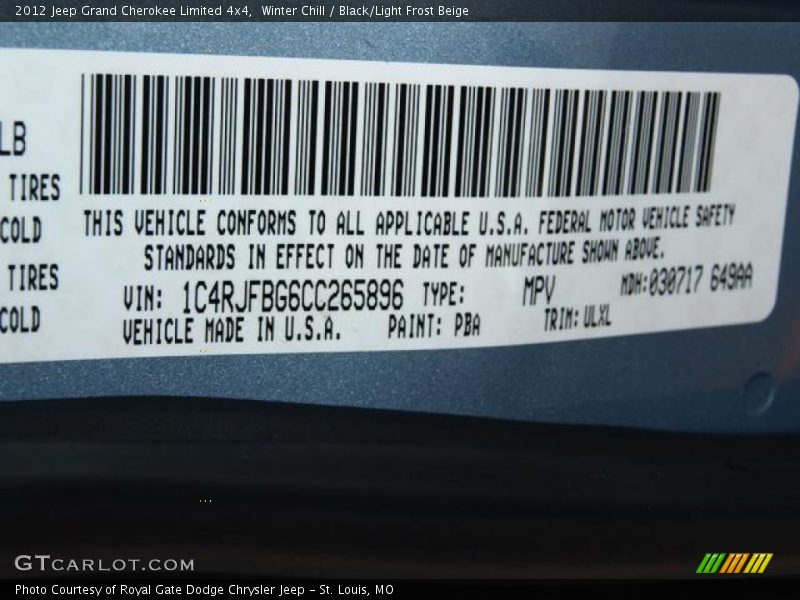 2012 Jeep Grand Cherokee Limited 4x4, Winter Chill / Black/Light Frost Beige
LB
TIRES
COLD
TIRES
COLD
THIS VEHICLE CONFORMS TO ALL APPLICABLE U.S.A. FEDERAL MOTOR VEHICLE SAFETY
STANDARDS IN EFFECT ON THE DATE OF MANUFACTURE SHOWN ABOVE.
VIN: 1C4RJFBG6CC265896 TYPE: MPV MDH:030717 649AA
VEHICLE MADE IN U.S.A. PAINT: PBA TRIM: ULXL
GTCARLOT.COM
Photo Courtesy of Royal Gate Dodge Chrysler Jeep - St. Louis, MO